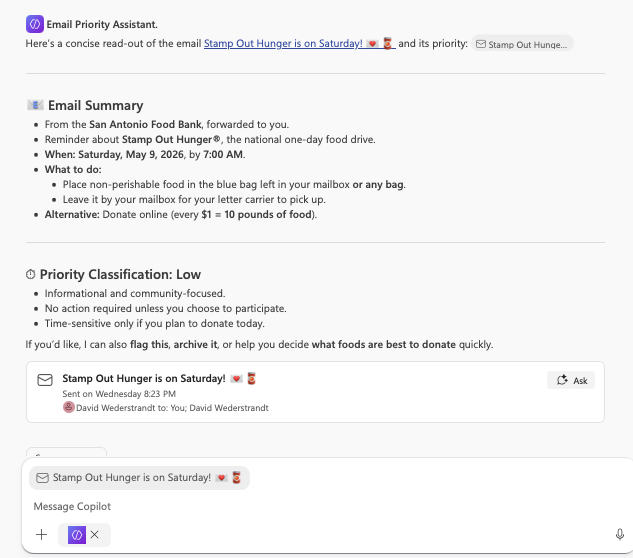 Email Priority Assistant.
Here's a concise read-out of the email Stamp Out Hunger is on Saturday! 💌 🥫 and its priority: Stamp Out Hunge...
📧 Email Summary
• From the San Antonio Food Bank, forwarded to you.
• Reminder about Stamp Out Hunger®, the national one-day food drive.
• When: Saturday, May 9, 2026, by 7:00 AM.
• What to do:
• Place non-perishable food in the blue bag left in your mailbox or any bag.
• Leave it by your mailbox for your letter carrier to pick up.
• Alternative: Donate online (every $1 = 10 pounds of food).
⏱ Priority Classification: Low
• Informational and community-focused.
• No action required unless you choose to participate.
• Time-sensitive only if you plan to donate today.
If you'd like, I can also flag this, archive it, or help you decide what foods are best to donate quickly.
Stamp Out Hunger is on Saturday! 💌 🥫
Ask
Sent on Wednesday 8:23 PM
David Wederstrandt to: You; David Wederstrandt
Stamp Out Hunger is on Saturday! 💌 🥫
Message Copilot